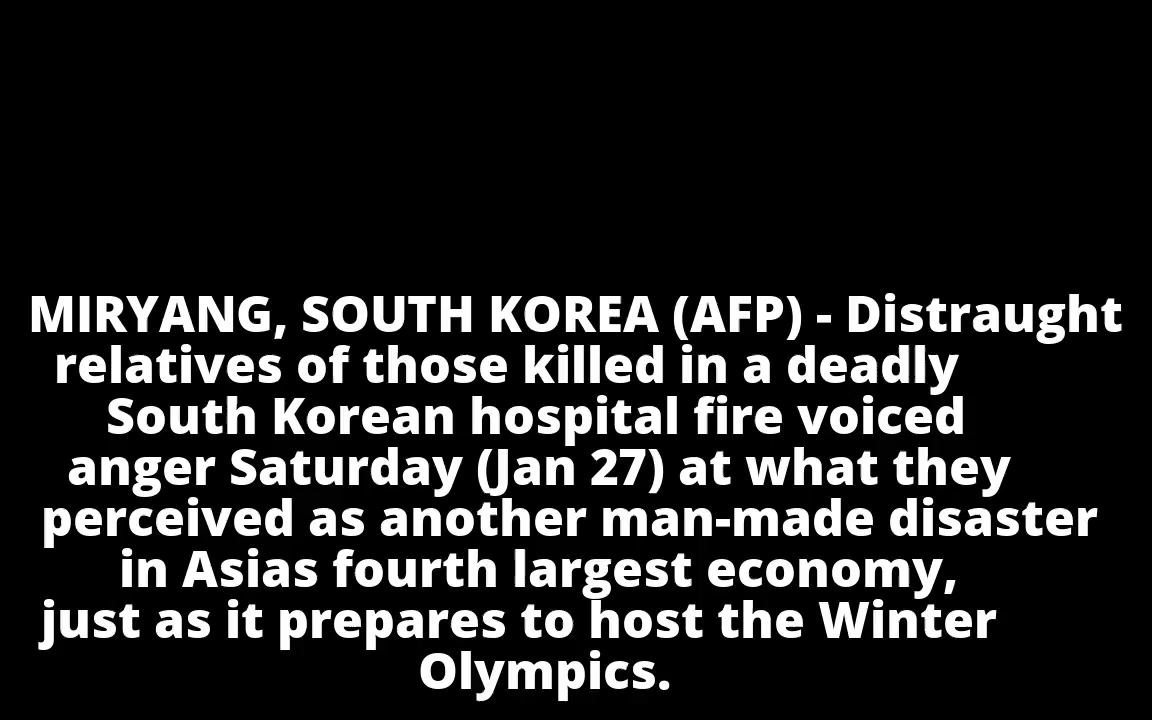 MIRYANG, SOUTH KOREA (AFP) - Distraught
relatives of those killed in a deadly
South Korean hospital fire voiced
anger Saturday (Jan 27) at what they
perceived as another man-made disaster
in Asias fourth largest economy,
just as it prepares to host the Winter
Olympics.